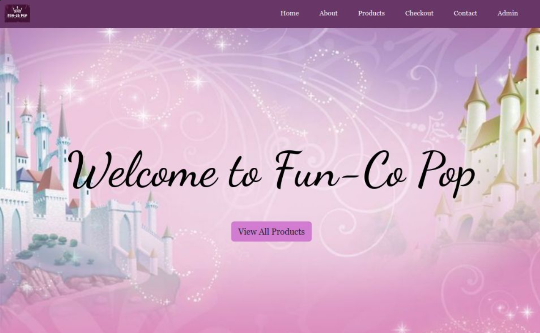 FUN-CO POP
Home About Products Checkout Contact Admin
Welcome to Fun-Co Pop
View All Products